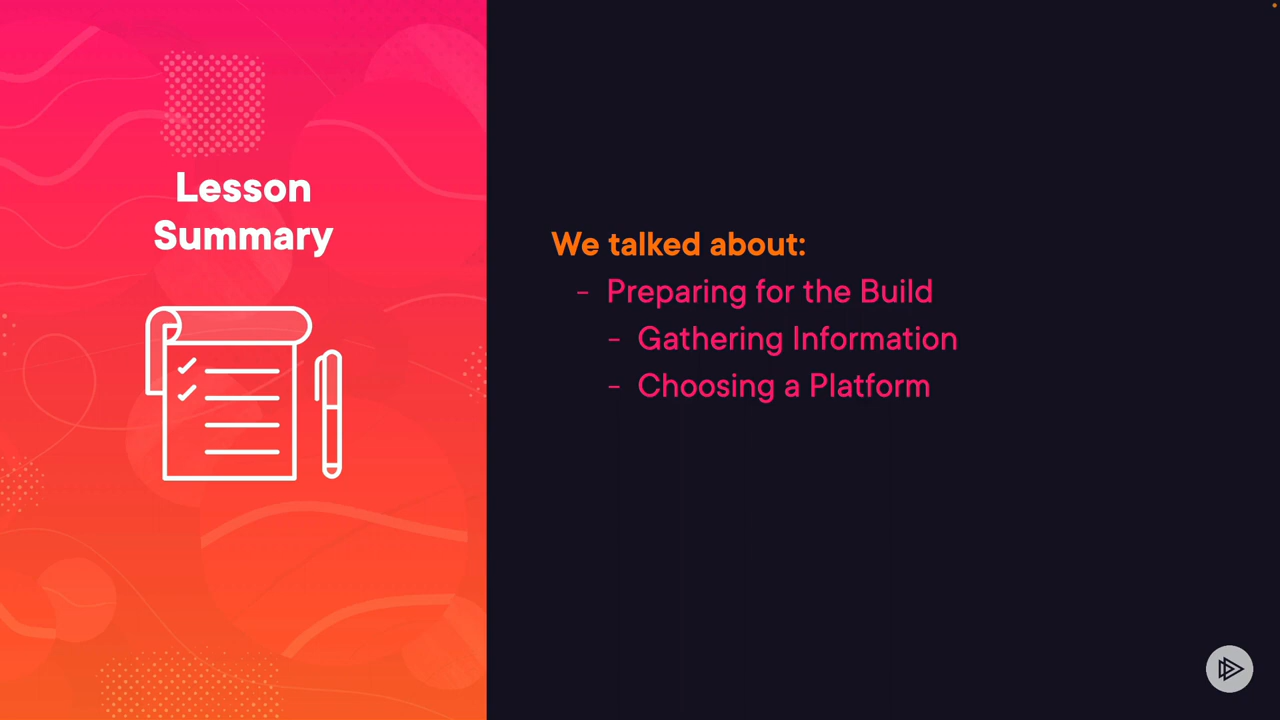 Lesson
Summary
We talked about:
- Preparing for the Build
- Gathering Information
- Choosing a Platform